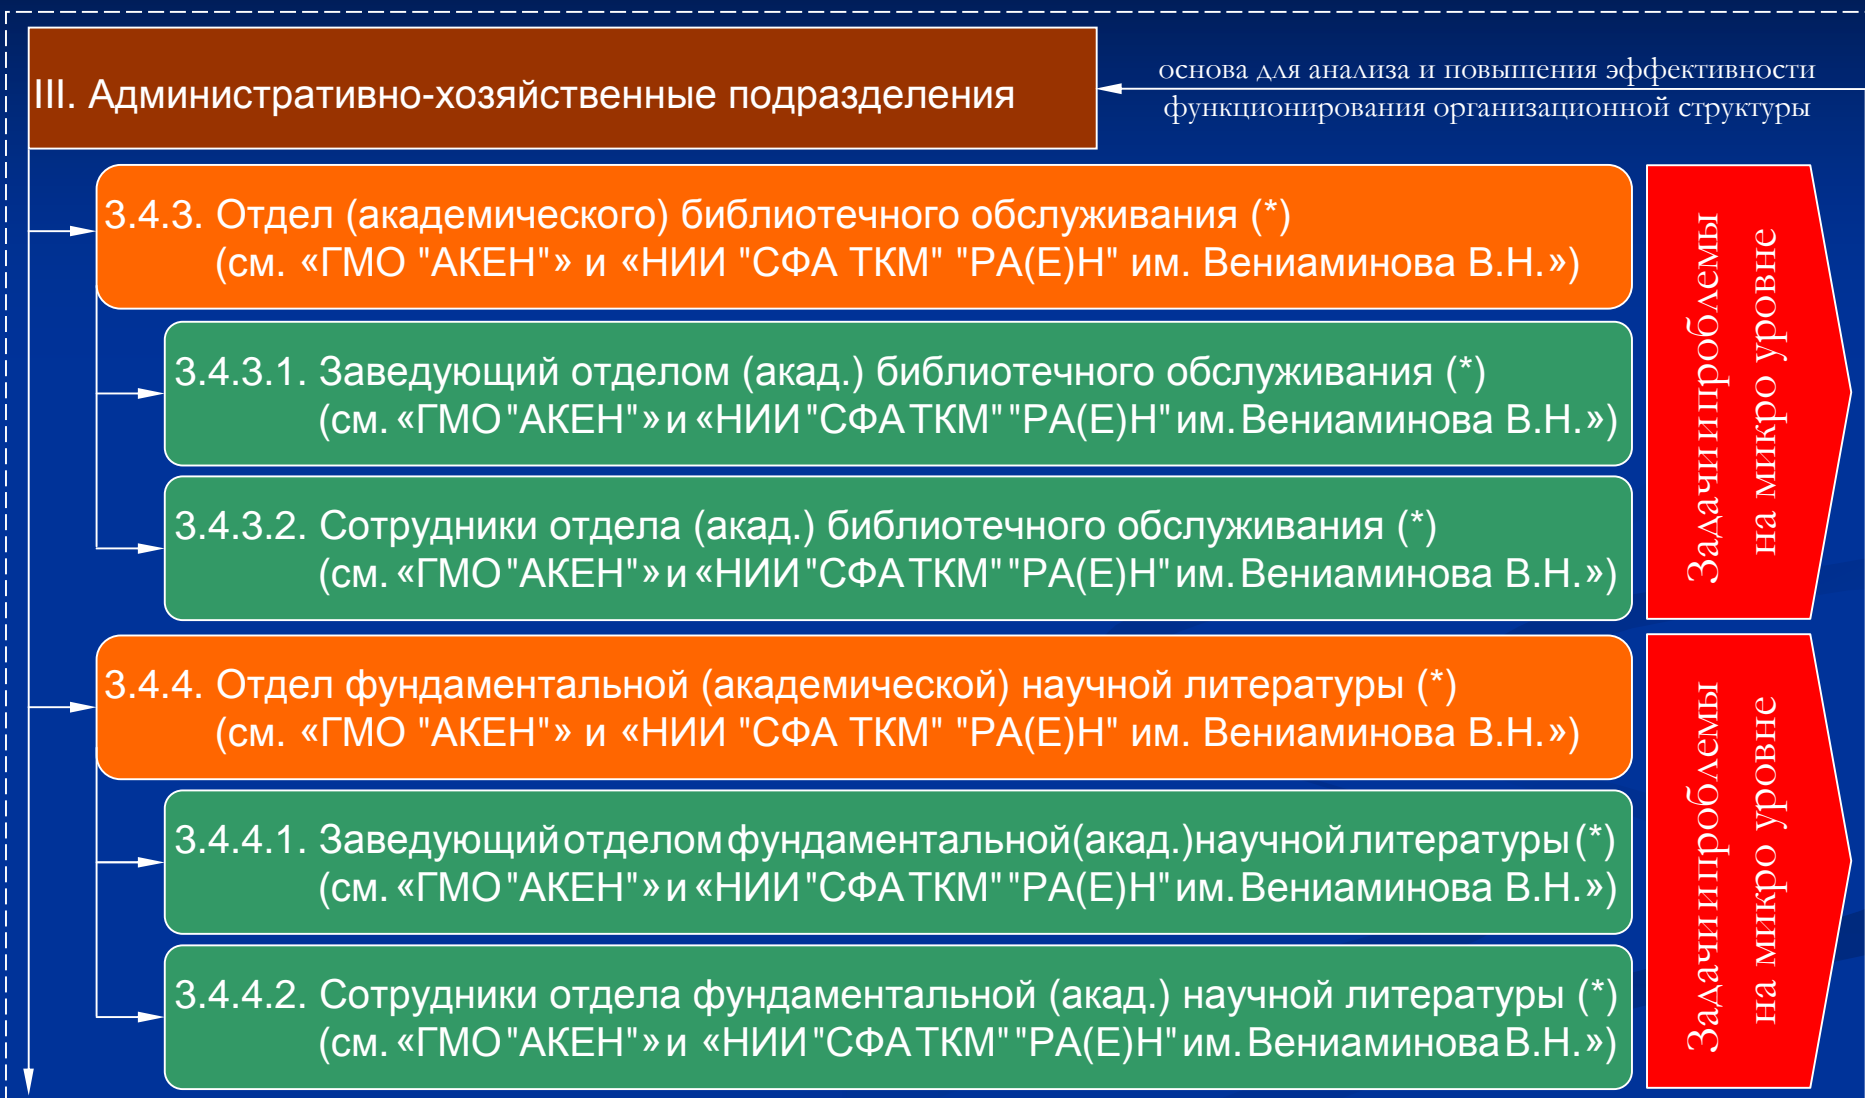 III. Административно-хозяйственные подразделения
основа для анализа и повышения эффективности
функционирования организационной структуры
3.4.3. Отдел (академического) библиотечного обслуживания (*)
(см. «ГМО "АКЕН"» и «НИИ "СФА ТКМ" "РА(Е)Н" им. Вениаминова В.Н.»)
3.4.3.1. Заведующий отделом (акад.) библиотечного обслуживания (*)
(см. «ГМО "АКЕН"» и «НИИ "СФА ТКМ" "РА(Е)Н" им. Вениаминова В.Н.»)
3.4.3.2. Сотрудники отдела (акад.) библиотечного обслуживания (*)
(см. «ГМО "АКЕН"» и «НИИ "СФА ТКМ" "РА(Е)Н" им. Вениаминова В.Н.»)
Задачи и проблемы
на микро уровне
3.4.4. Отдел фундаментальной (академической) научной литературы (*)
(см. «ГМО "АКЕН"» и «НИИ "СФА ТКМ" "РА(Е)Н" им. Вениаминова В.Н.»)
3.4.4.1. Заведующий отделом фундаментальной (акад.) научной литературы (*)
(см. «ГМО "АКЕН"» и «НИИ "СФА ТКМ" "РА(Е)Н" им. Вениаминова В.Н.»)
3.4.4.2. Сотрудники отдела фундаментальной (акад.) научной литературы (*)
(см. «ГМО "АКЕН"» и «НИИ "СФА ТКМ" "РА(Е)Н" им. Вениаминова В.Н.»)
Задачи и проблемы
на микро уровне